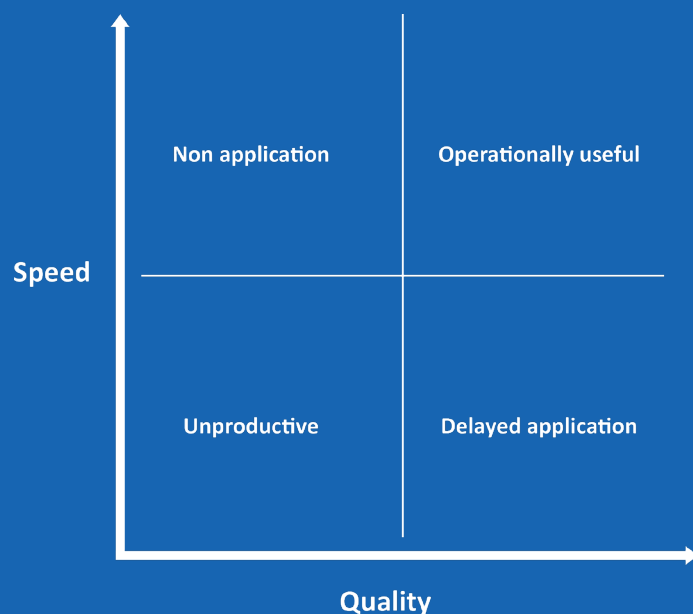 Non application
Operationally useful
Speed
Unproductive
Delayed application
Quality